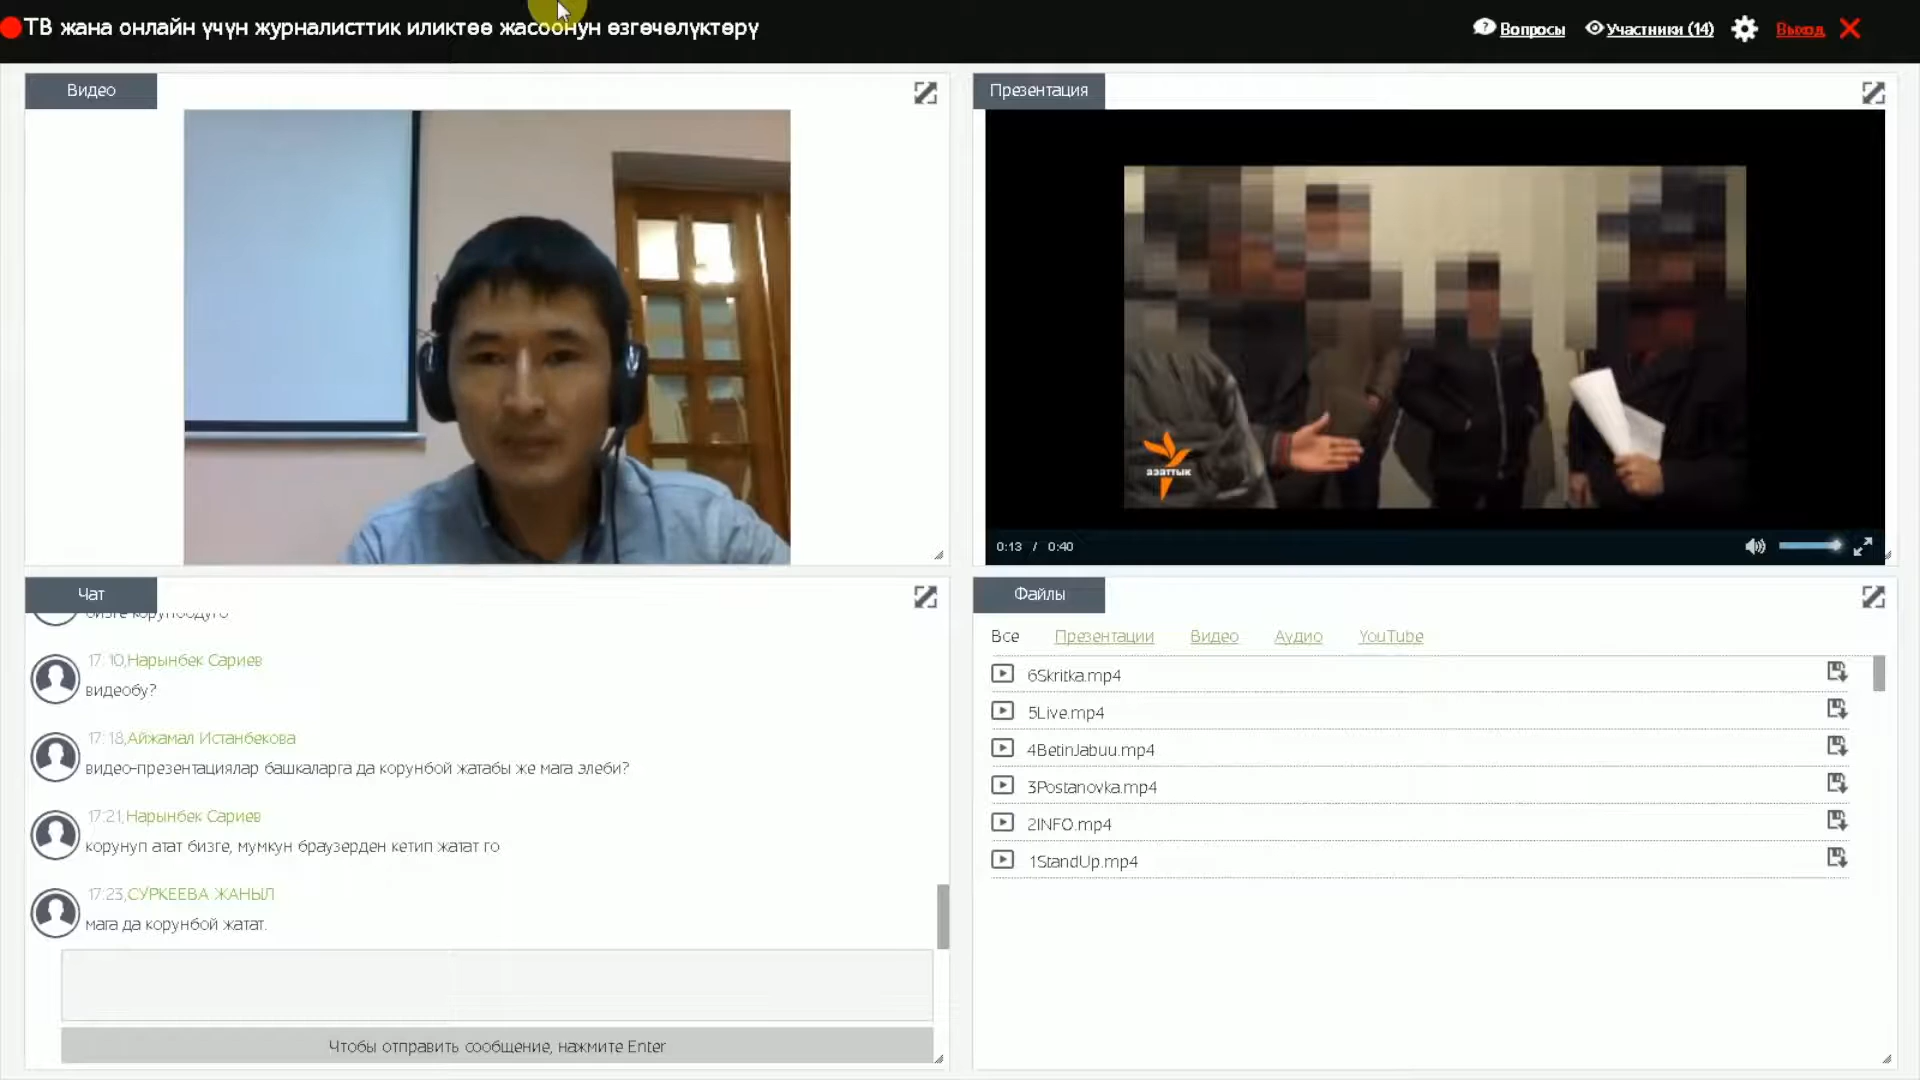 ТВ жана онлайн үчүн журналисттик иликтөө жасоонун өзгөчөлүктөрү
Вопросы
Участники (14)
Выход
Видео
Презентация
азаттык
0:13 / 0:40
Чат
17:10,Нарынбек Сариев
видеобу?
17:18,Айжамал Истанбекова
видео-презентациялар башкаларга да корунбой жатабы же мага элеби?
17:21,Нарынбек Сариев
корунуп атат бизге, мумкун браузерден кетип жатат го
17:23,СУРКЕЕВА ЖАНЫЛ
мага да корунбой жатат.
Чтобы отправить сообщение, нажмите Enter
Файлы
Все Презентации Видео Аудио YouTube
6Skritka.mp4
5Live.mp4
4BetinJabuu.mp4
3Postanovka.mp4
2INFO.mp4
1StandUp.mp4